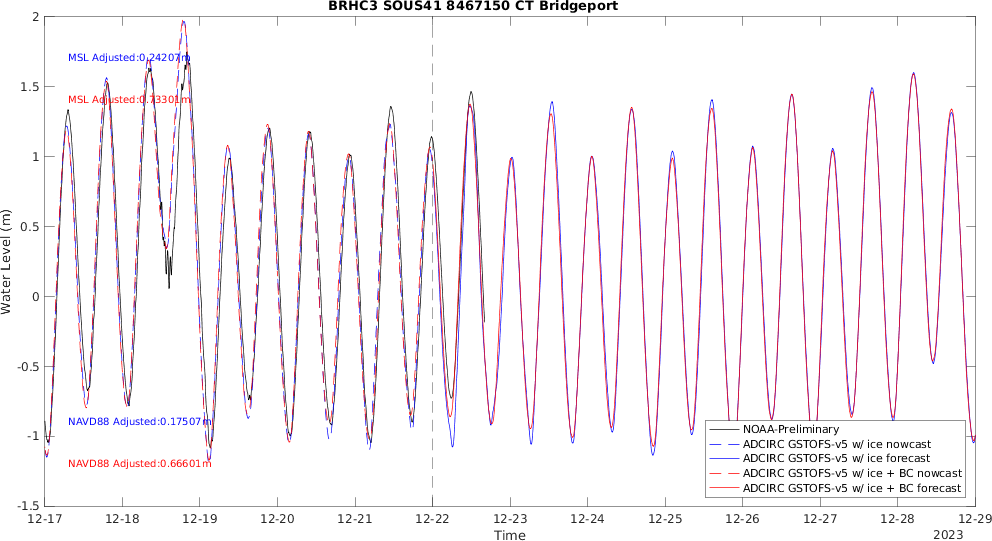 BRHC3 SOUS41 8467150 CT Bridgeport
2
1.5
1
0.5
0
-0.5
-1
-1.5
Water Level (m)
MSL Adjusted:0.24207m
MSL Adjusted:0.73301m
NAVD88 Adjusted:0.17507m
NAVD88 Adjusted:0.66601m
NOAA-Preliminary
ADCIRC GSTOFS-v5 w/ ice nowcast
ADCIRC GSTOFS-v5 w/ ice forecast
ADCIRC GSTOFS-v5 w/ ice + BC nowcast
ADCIRC GSTOFS-v5 w/ ice + BC forecast
12-17 12-18 12-19 12-20 12-21 12-22 12-23 12-24 12-25 12-26 12-27 12-28 12-29
Time
2023